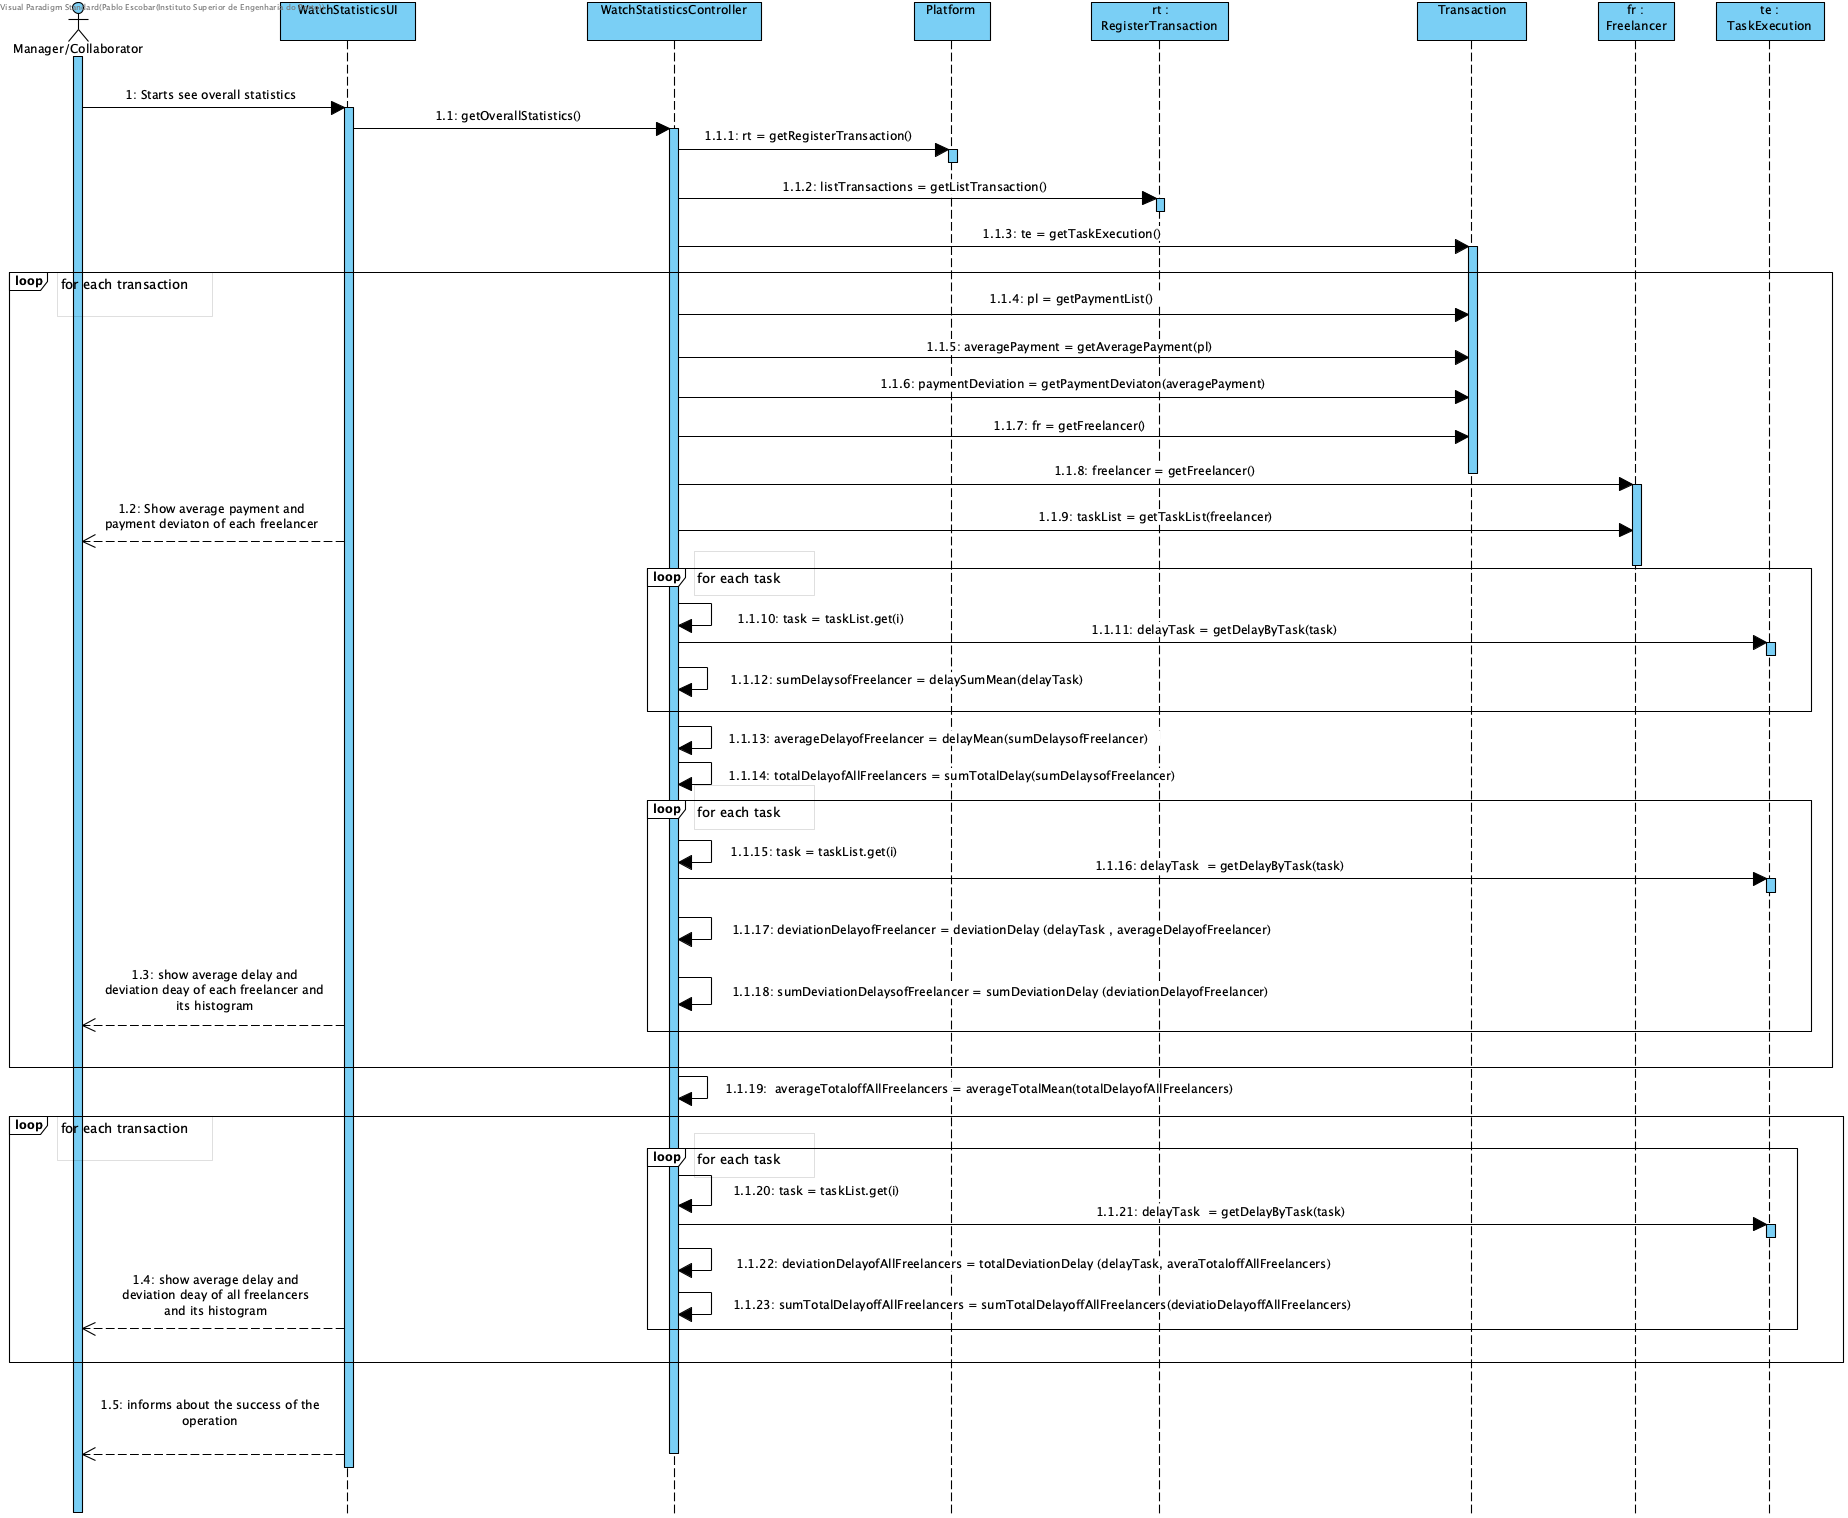 Visual Paradigm Standard(Pablo Escobar(Instituto Superior de Engenharia do
Manager/Collaborator
WatchStatisticsUI
WatchStatisticsController
Platform
rt :
RegisterTransaction
Transaction
fr :
Freelancer
te :
TaskExecution
1: Starts see overall statistics
1.1: getOverallStatistics()
1.1.1: rt = getRegisterTransaction()
1.1.2: listTransactions = getListTransaction()
1.1.3: te = getTaskExecution()
loop
for each transaction
1.1.4: pl = getPaymentList()
1.1.5: averagePayment = getAveragePayment(pl)
1.1.6: paymentDeviation = getPaymentDeviaton(averagePayment)
1.1.7: fr = getFreelancer()
1.1.8: freelancer = getFreelancer()
1.2: Show average payment and
payment deviaton of each freelancer
1.1.9: taskList = getTaskList(freelancer)
loop
for each task
1.1.10: task = taskList.get(i)
1.1.11: delayTask = getDelayByTask(task)
1.1.12: sumDelaysofFreelancer = delaySumMean(delayTask)
1.1.13: averageDelayofFreelancer = delayMean(sumDelaysofFreelancer)
1.1.14: totalDelayofAllFreelancers = sumTotalDelay(sumDelaysofFreelancer)
loop
for each task
1.1.15: task = taskList.get(i)
1.1.16: delayTask  = getDelayByTask(task)
1.1.17: deviationDelayofFreelancer = deviationDelay (delayTask , averageDelayofFreelancer)
1.3: show average delay and
deviation deay of each freelancer and
its histogram
1.1.18: sumDeviationDelaysofFreelancer = sumDeviationDelay (deviationDelayofFreelancer)
1.1.19:  averageTotaloffAllFreelancers = averageTotalMean(totalDelayofAllFreelancers)
loop
for each transaction
loop
for each task
1.1.20: task = taskList.get(i)
1.1.21: delayTask  = getDelayByTask(task)
1.1.22: deviationDelayofAllFreelancers = totalDeviationDelay (delayTask, averaTotaloffAllFreelancers)
1.4: show average delay and
deviation deay of all freelancers
and its histogram
1.1.23: sumTotalDelayoffAllFreelancers = sumTotalDelayoffAllFreelancers(deviatioDelayoffAllFreelancers)
1.5: informs about the success of the
operation